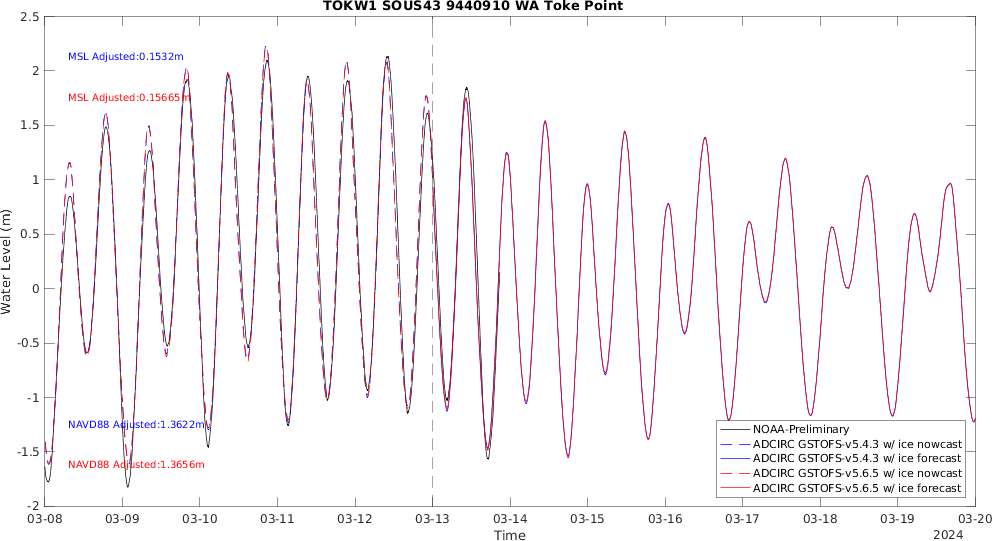 TOKW1 SOUS43 9440910 WA Toke Point
2.5
2
1.5
1
0.5
0
-0.5
-1
-1.5
-2
Water Level (m)
MSL Adjusted:0.1532m
MSL Adjusted:0.15665m
NAVD88 Adjusted:1.3622m
NAVD88 Adjusted:1.3656m
NOAA-Preliminary
ADCIRC GSTOFS-v5.4.3 w/ ice nowcast
ADCIRC GSTOFS-v5.4.3 w/ ice forecast
ADCIRC GSTOFS-v5.6.5 w/ ice nowcast
ADCIRC GSTOFS-v5.6.5 w/ ice forecast
03-08 03-09 03-10 03-11 03-12 03-13 03-14 03-15 03-16 03-17 03-18 03-19 03-20
Time
2024